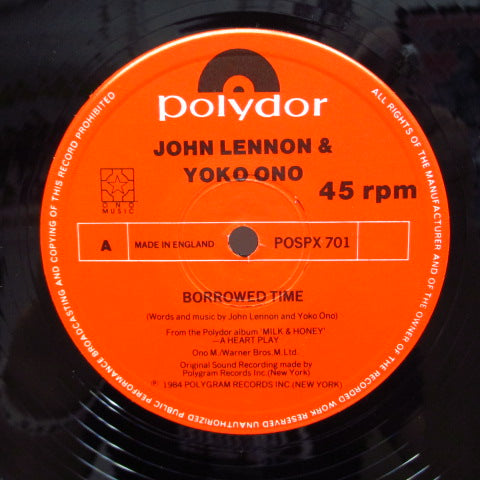 polydor
JOHN LENNON &
YOKO ONO
45 rpm
ONO
MUSIC
A
MADE IN ENGLAND
POSPX 701
BORROWED TIME
(Words and music by John Lennon and Yoko Ono)
From the Polydor album 'MILK & HONEY'
—A HEART PLAY
Ono M./Warner Bros.M.Ltd.
Original Sound Recording made by
Polygram Records Inc.(New York)
℗ 1984 POLYGRAM RECORDS INC (NEW YORK)
ALL RIGHTS OF THE MANUFACTURER AND OF THE OWNER OF THE RECORDED WORK RESERVED UNAUTHORIZED PUBLIC PERFORMANCE BROADCASTING AND COPYING OF THIS RECORD PROHIBITED